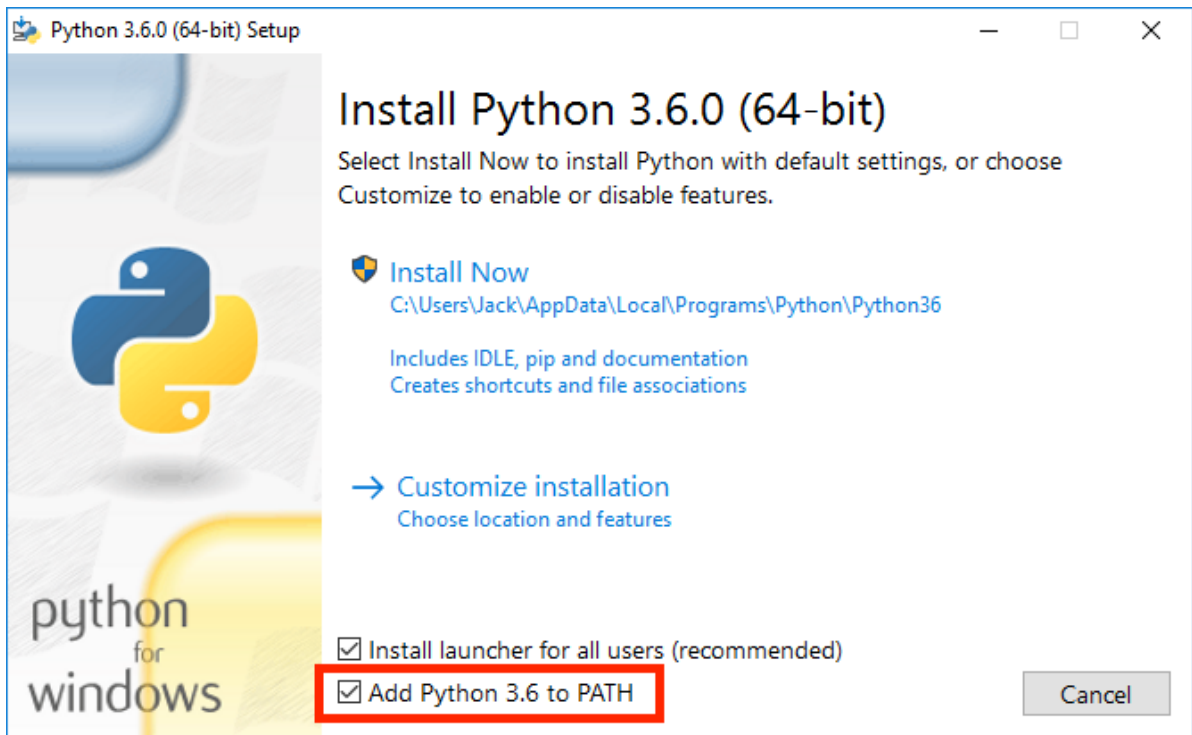 Python 3.6.0 (64-bit) Setup
Install Python 3.6.0 (64-bit)
Select Install Now to install Python with default settings, or choose
Customize to enable or disable features.
Install Now
C:\Users\Jack\AppData\Local\Programs\Python\Python36
Includes IDLE, pip and documentation
Creates shortcuts and file associations
Customize installation
Choose location and features
python
for
windows
Install launcher for all users (recommended)
Add Python 3.6 to PATH
Cancel